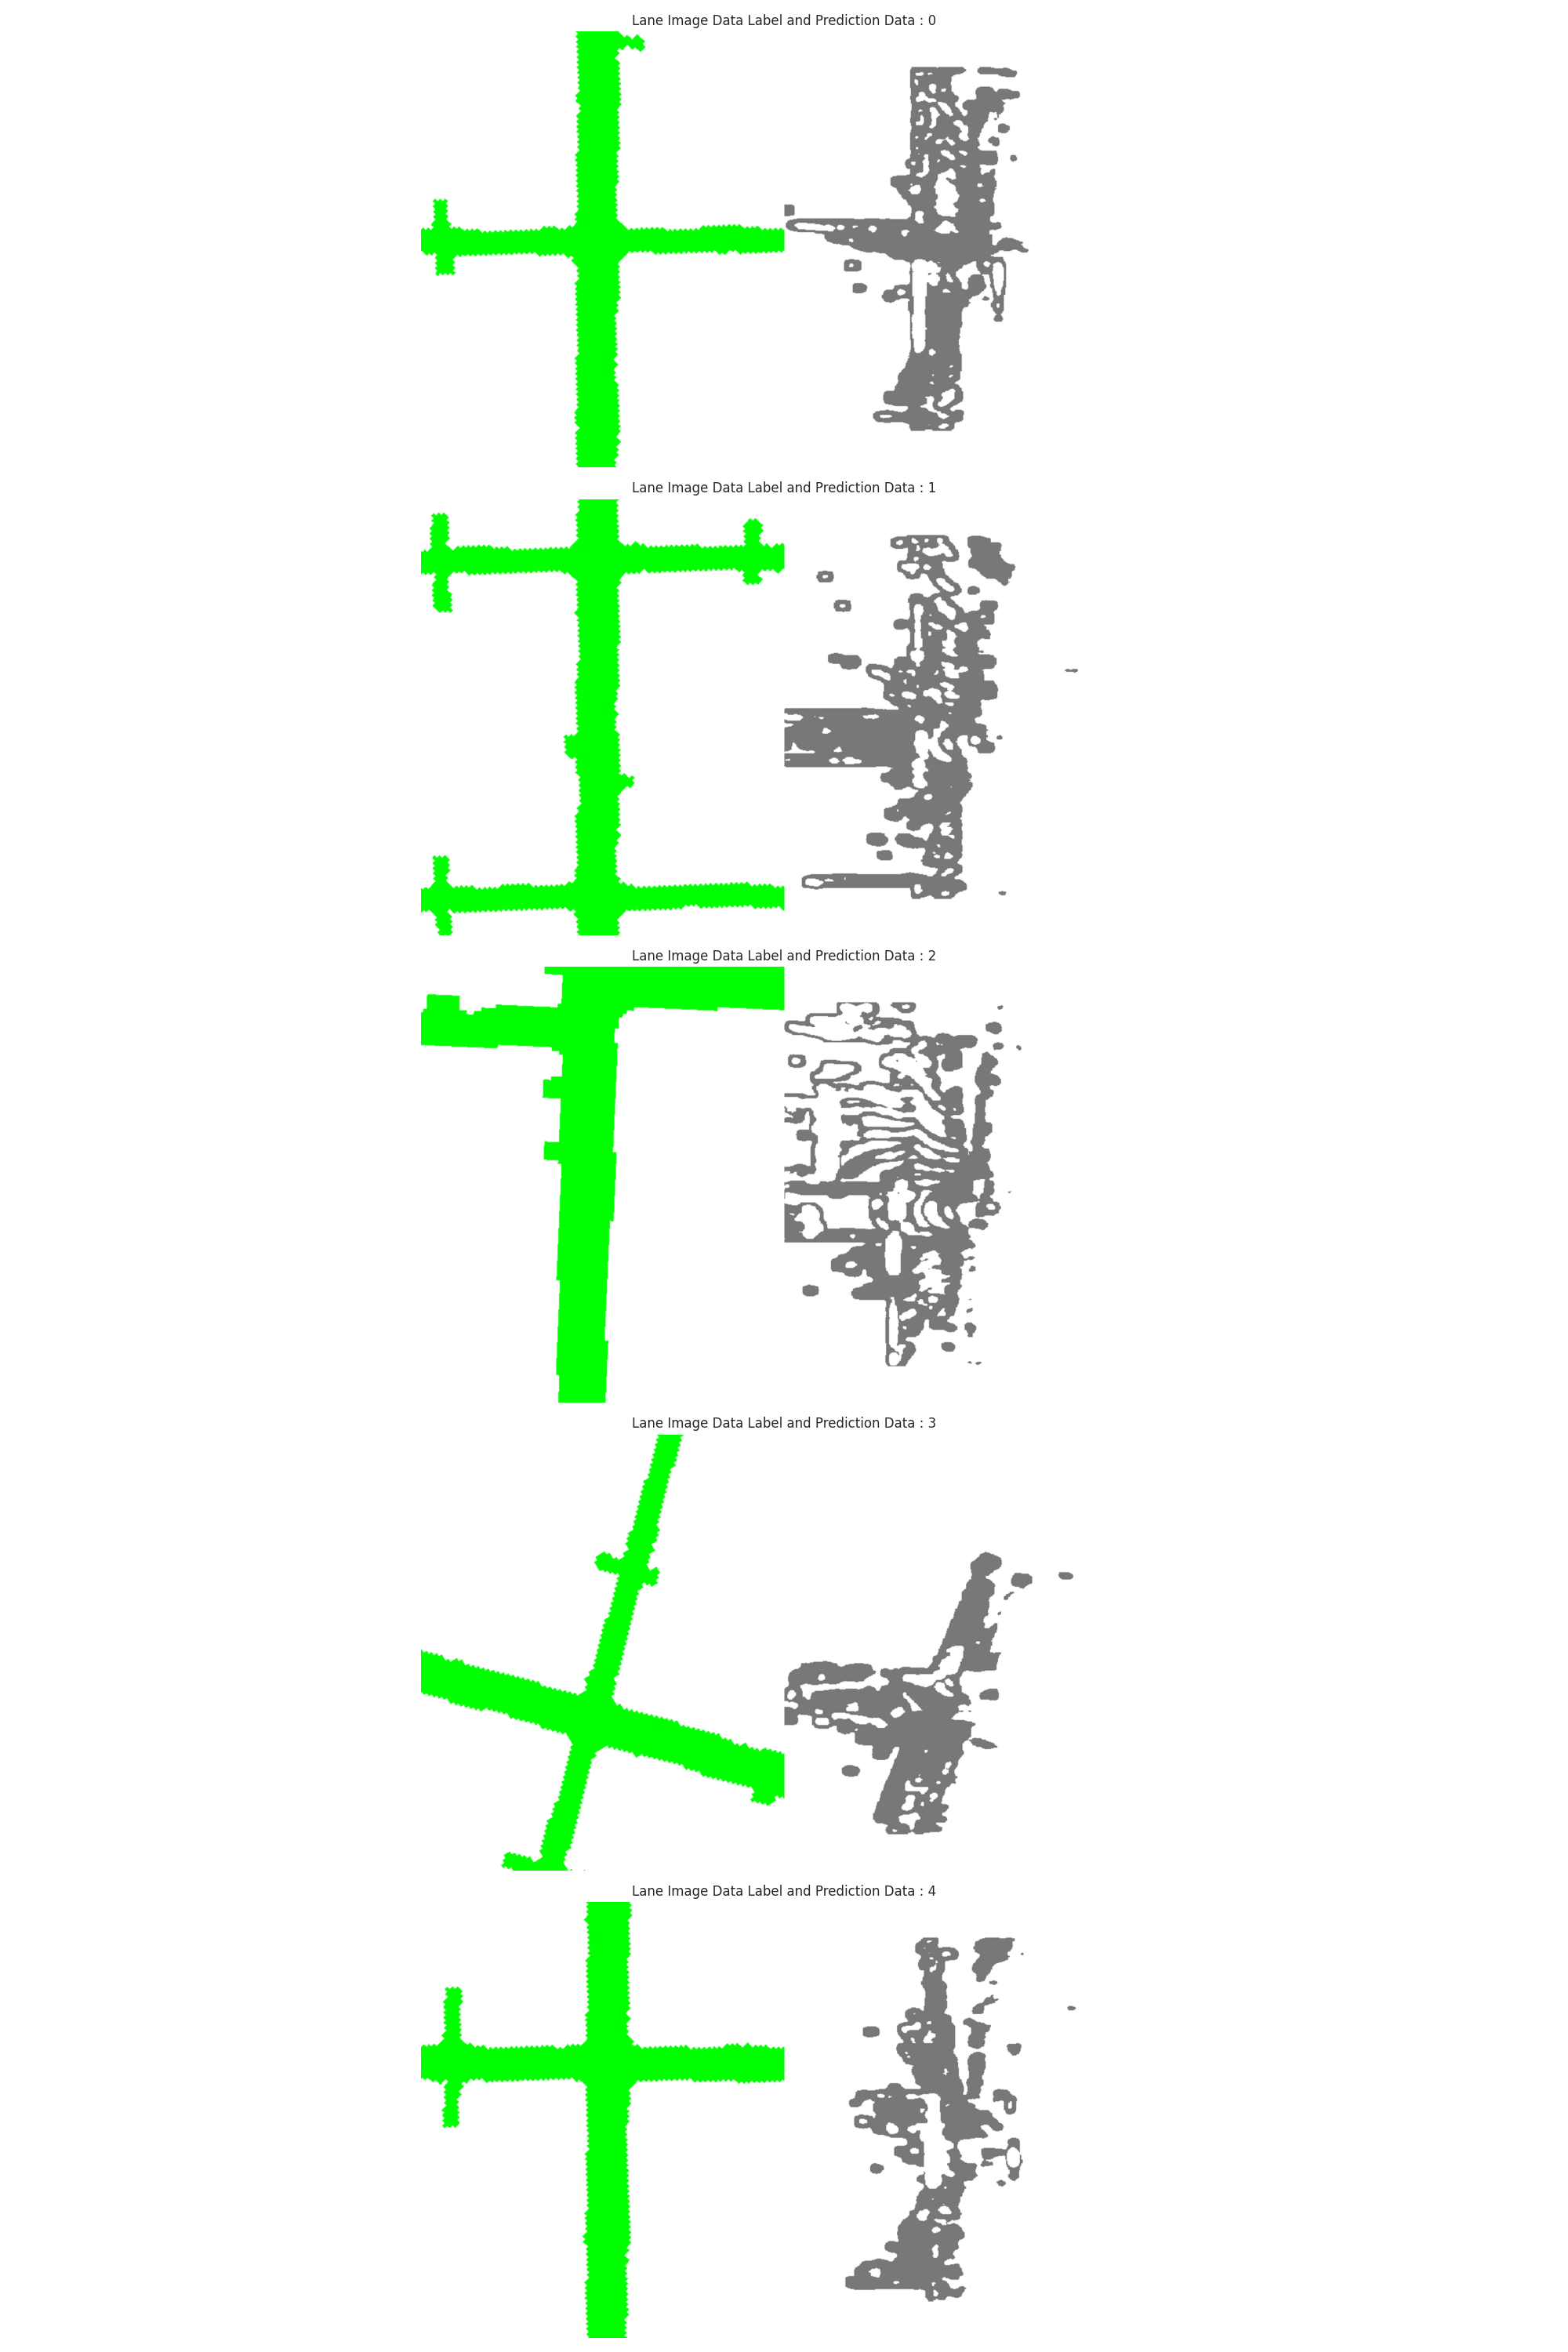 Lane Image Data Label and Prediction Data : 0
Lane Image Data Label and Prediction Data : 1
Lane Image Data Label and Prediction Data : 2
Lane Image Data Label and Prediction Data : 3
Lane Image Data Label and Prediction Data : 4